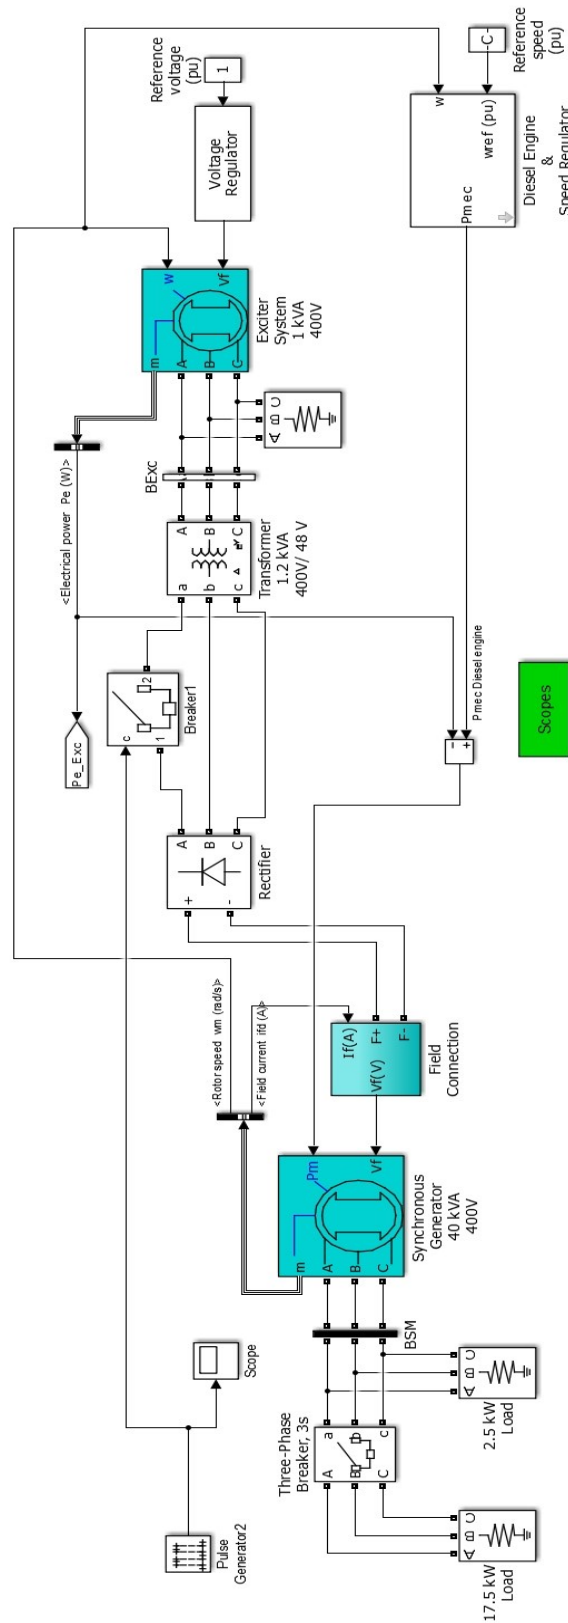 Reference
speed
(pu)
-C-
w
wref (pu)
Pmec
Diesel Engine
&
Speed Regulator
Reference
voltage
(pu)
1
Voltage
Regulator
w
Vf
m
A
B
C
Exciter
System
1 kVA
400V
A B C
BExc
<Electrical power Pe (W)>
A
B
C
a
b
c
Transformer
1.2 kVA
400V/ 48 V
Pe_Exc
c
2
1
Breaker1
Pmec Diesel engine
-
+
Scopes
A
B
C
+
-
Rectifier
<Rotor speed wm (rad/s)>
<Field current ifd (A)>
If(A)
F+
F-
Vf(V)
Field
Connection
Pm
Vf
m
A
B
C
Synchronous
Generator
40 kVA
400V
BSM
Scope
A B C
2.5 kW
Load
Three-Phase
Breaker, 3s
a
b
c
A
B
C
A B C
17.5 kW
Load
Pulse
Generator2